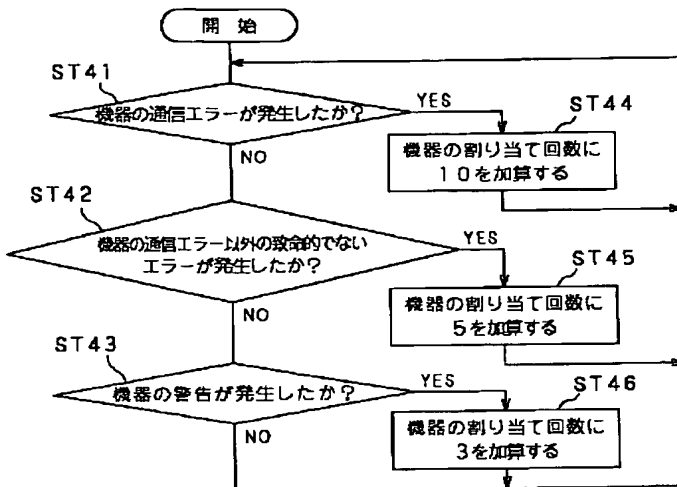 開始
ST41
機器の通信エラーが発生したか?
YES
ST44
機器の割り当て回数に
10を加算する
NO
ST42
機器の通信エラー以外の致命的でない
エラーが発生したか?
YES
ST45
機器の割り当て回数に
5を加算する
NO
ST43
機器の警告が発生したか?
YES
ST46
機器の割り当て回数に
3を加算する
NO